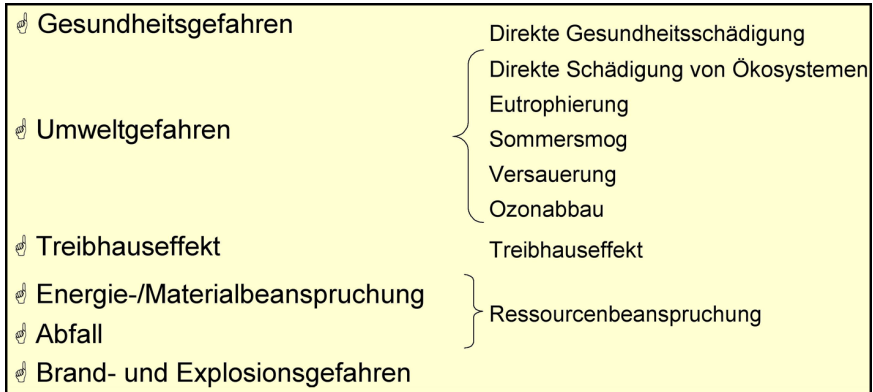 Gesundheitsgefahren
Direkte Gesundheitsschädigung
Direkte Schädigung von Ökosystemen
Eutrophierung
Umweltgefahren
Sommersmog
Versauerung
Ozonabbau
Treibhauseffekt
Treibhauseffekt
Energie-/Materialbeanspruchung
Ressourcenbeanspruchung
Abfall
Brand- und Explosionsgefahren